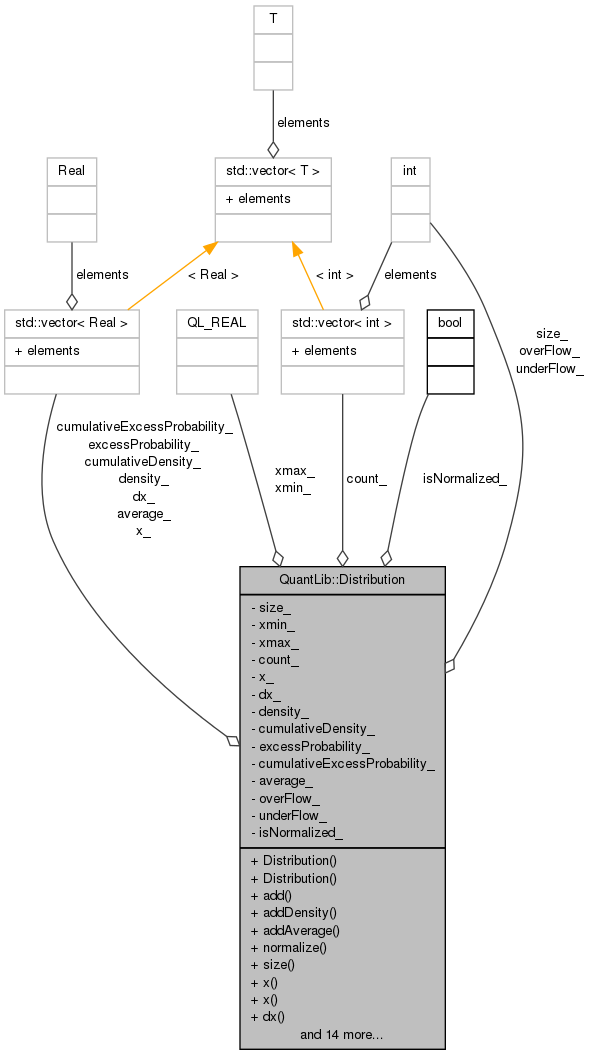 T
elements
Real
std::vector< T >
+ elements
int
elements
< Real >
< int >
elements
size_
overFlow_
underFlow_
std::vector< Real >
+ elements
QL_REAL
std::vector< int >
+ elements
bool
cumulativeExcessProbability_
excessProbability_
cumulativeDensity_
density_
dx_
average_
x_
xmax_
xmin_
count_
isNormalized_
QuantLib::Distribution
- size_
- xmin_
- xmax_
- count_
- x_
- dx_
- density_
- cumulativeDensity_
- excessProbability_
- cumulativeExcessProbability_
- average_
- overFlow_
- underFlow_
- isNormalized_
+ Distribution()
+ Distribution()
+ add()
+ addDensity()
+ addAverage()
+ normalize()
+ size()
+ x()
+ x()
+ dx()
and 14 more...